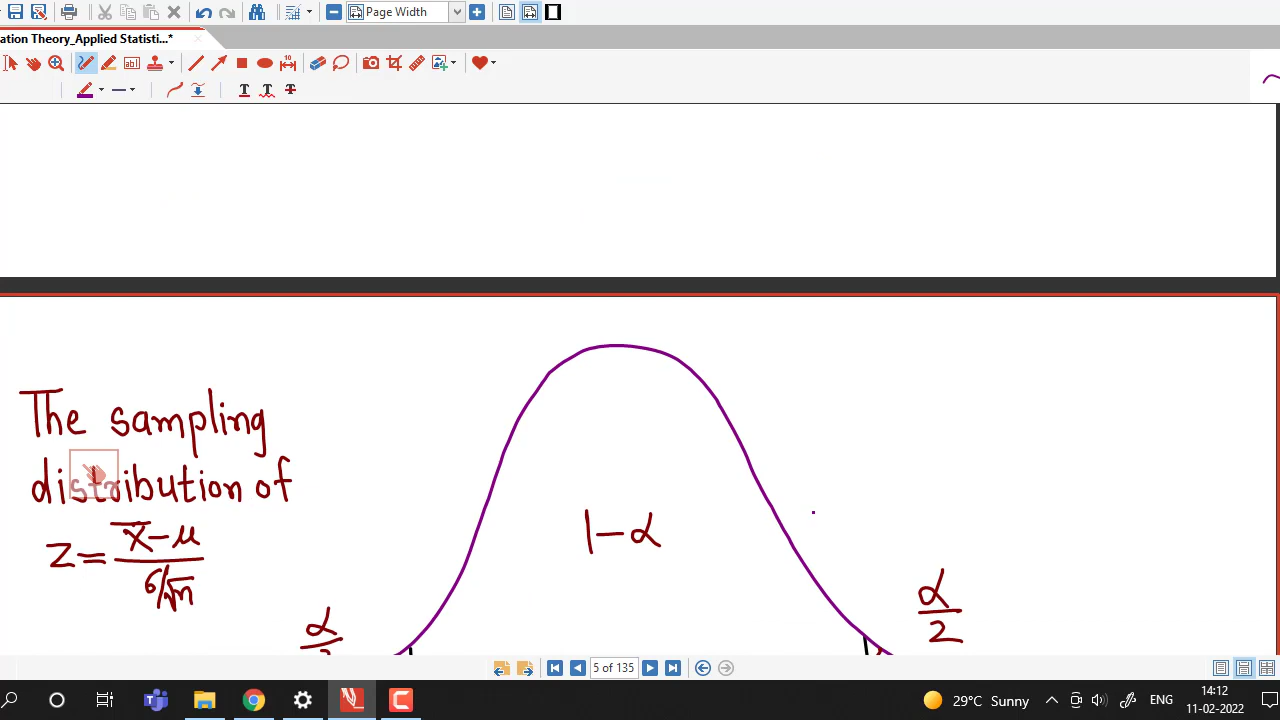 Page Width
ation Theory_Applied Statisti...*
The sampling
distribution of
z = x̄-μ
σ/√n
1-α
α
2
α
5 of 135
29°C Sunny
ENG
14:12
11-02-2022